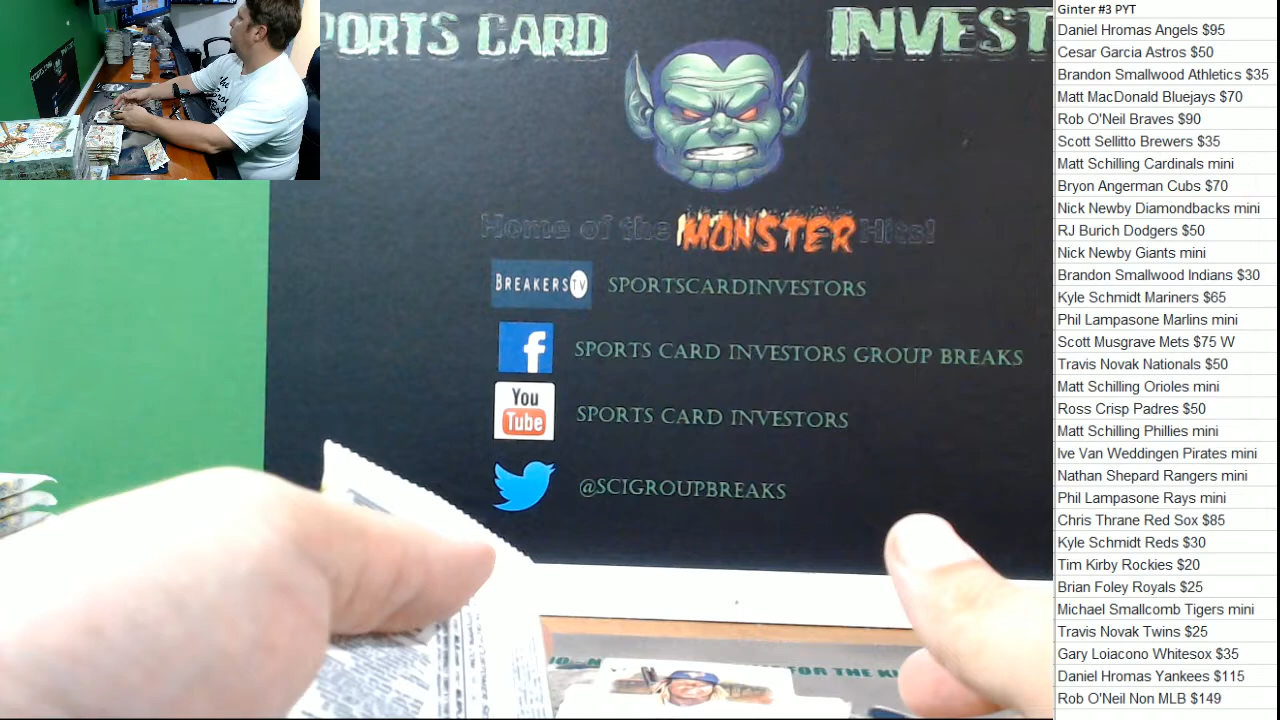 PORTS CARD INVEST
Home of the MONSTER Hits!
BREAKERS TV SPORTSCARDINVESTORS
f SPORTS CARD INVESTORS GROUP BREAKS
You Tube SPORTS CARD INVESTORS
@SCIGROUPBREAKS
FOR THE
Ginter #3 PYT
Daniel Hromas Angels $95
Cesar Garcia Astros $50
Brandon Smallwood Athletics $35
Matt MacDonald Bluejays $70
Rob O'Neil Braves $90
Scott Sellitto Brewers $35
Matt Schilling Cardinals mini
Bryon Angerman Cubs $70
Nick Newby Diamondbacks mini
RJ Burich Dodgers $50
Nick Newby Giants mini
Brandon Smallwood Indians $30
Kyle Schmidt Mariners $65
Phil Lampasone Marlins mini
Scott Musgrave Mets $75 W
Travis Novak Nationals $50
Matt Schilling Orioles mini
Ross Crisp Padres $50
Matt Schilling Phillies mini
Ive Van Weddingen Pirates mini
Nathan Shepard Rangers mini
Phil Lampasone Rays mini
Chris Thrane Red Sox $85
Kyle Schmidt Reds $30
Tim Kirby Rockies $20
Brian Foley Royals $25
Michael Smallcomb Tigers mini
Travis Novak Twins $25
Gary Loiacono Whitesox $35
Daniel Hromas Yankees $115
Rob O'Neil Non MLB $149